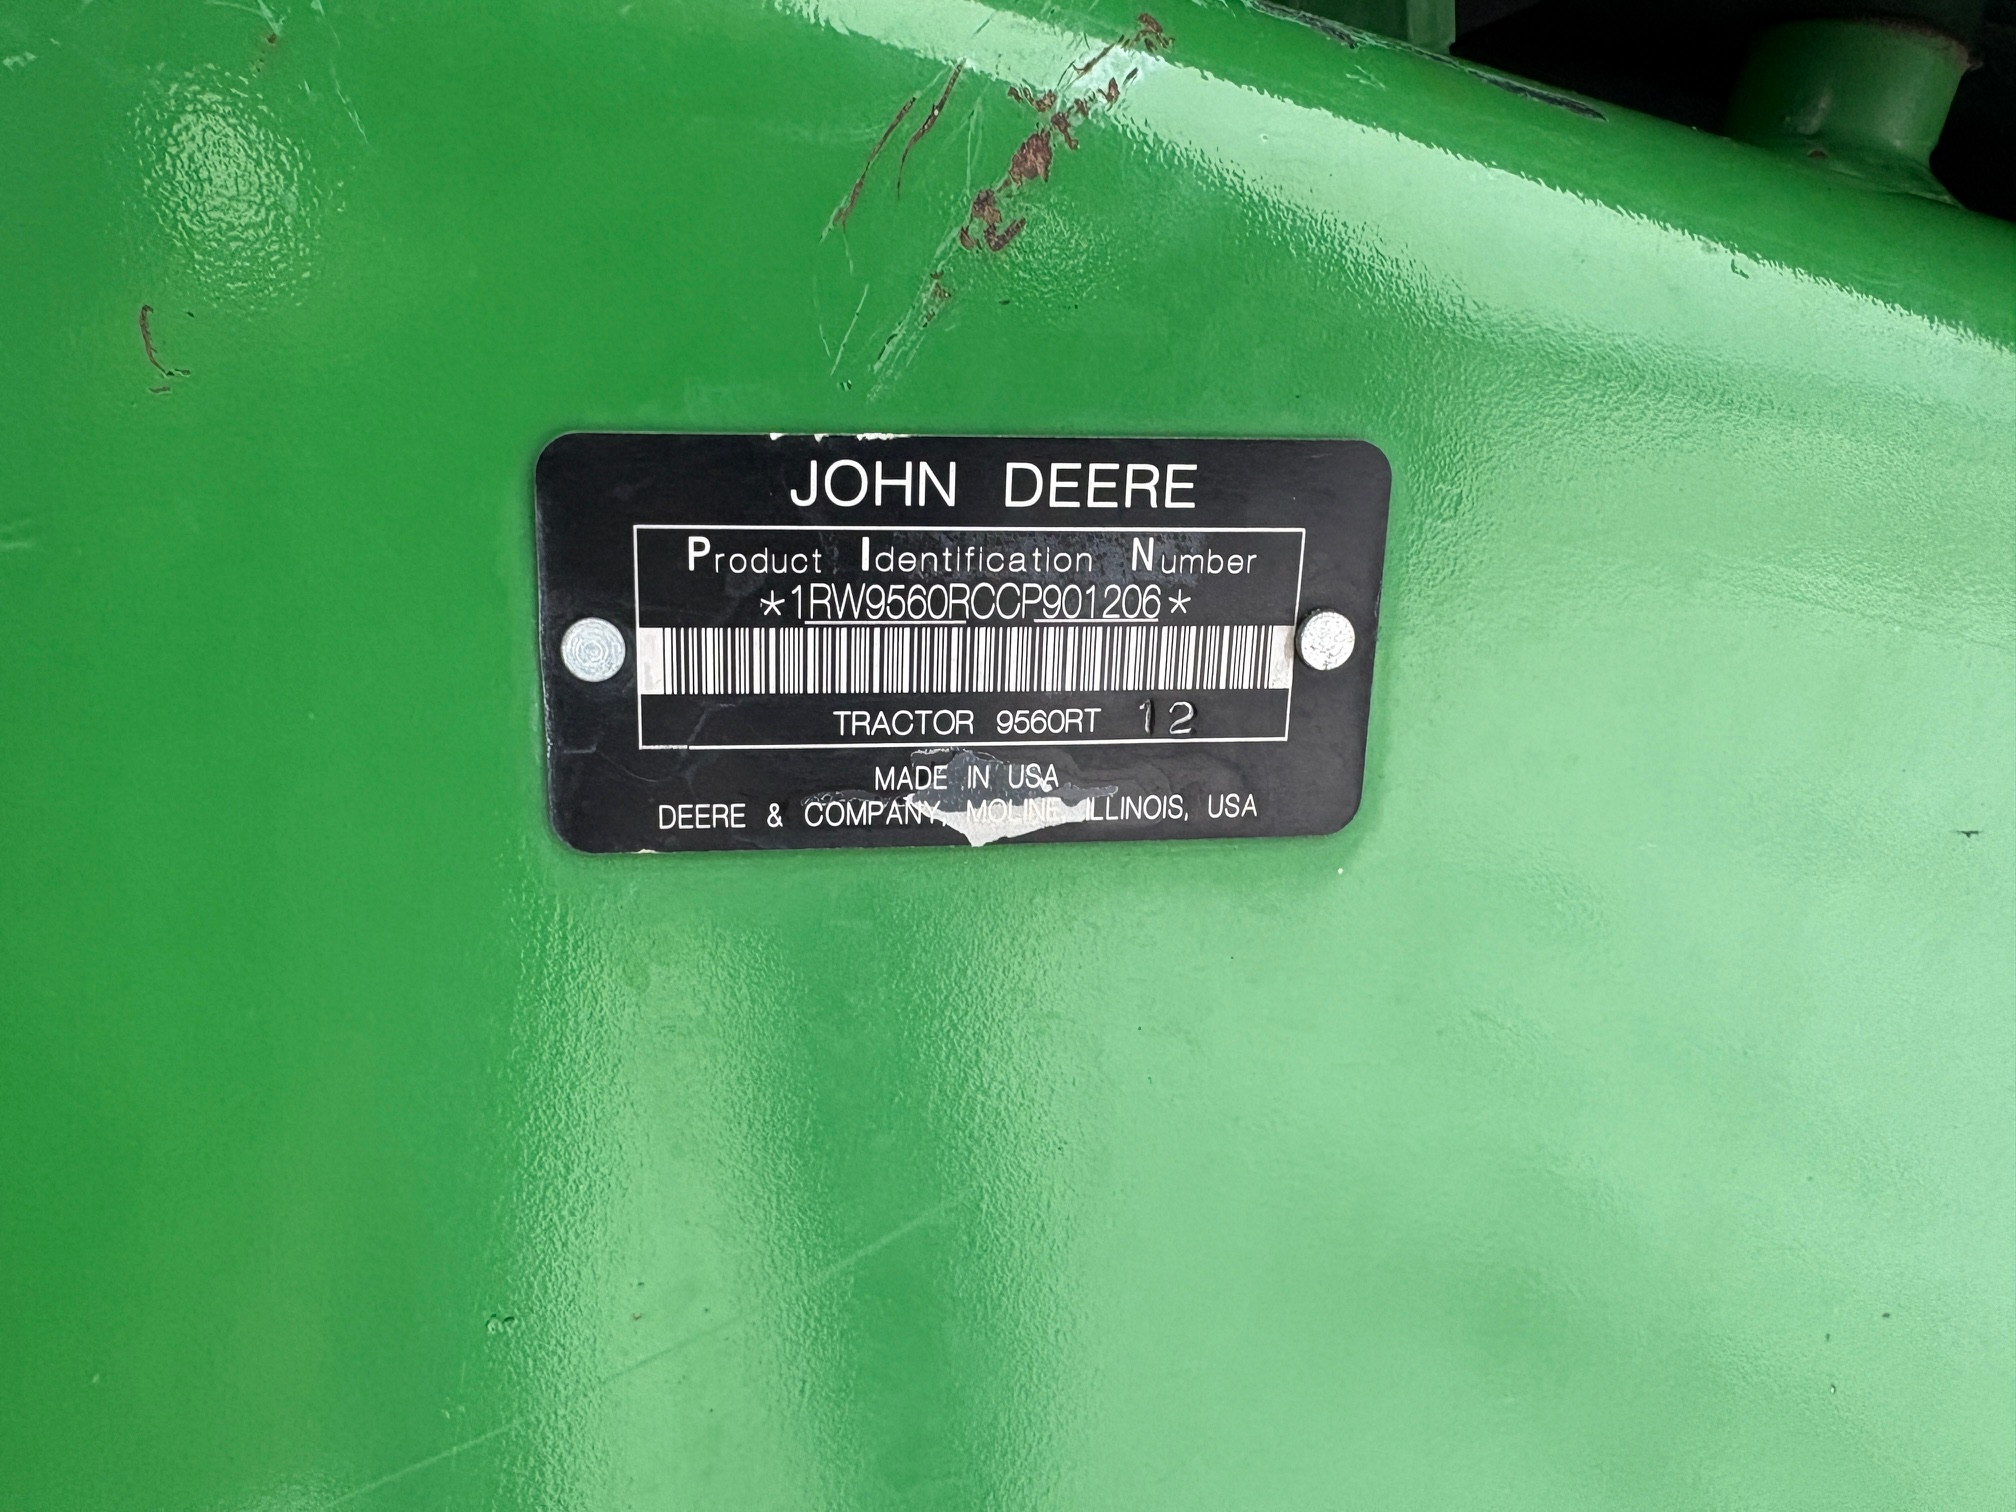 JOHN DEERE
Product Identification Number
*1RW9560RCCP901206*
TRACTOR 9560RT 12
MADE IN USA
DEERE & COMPANY, MOLINE ILLINOIS, USA